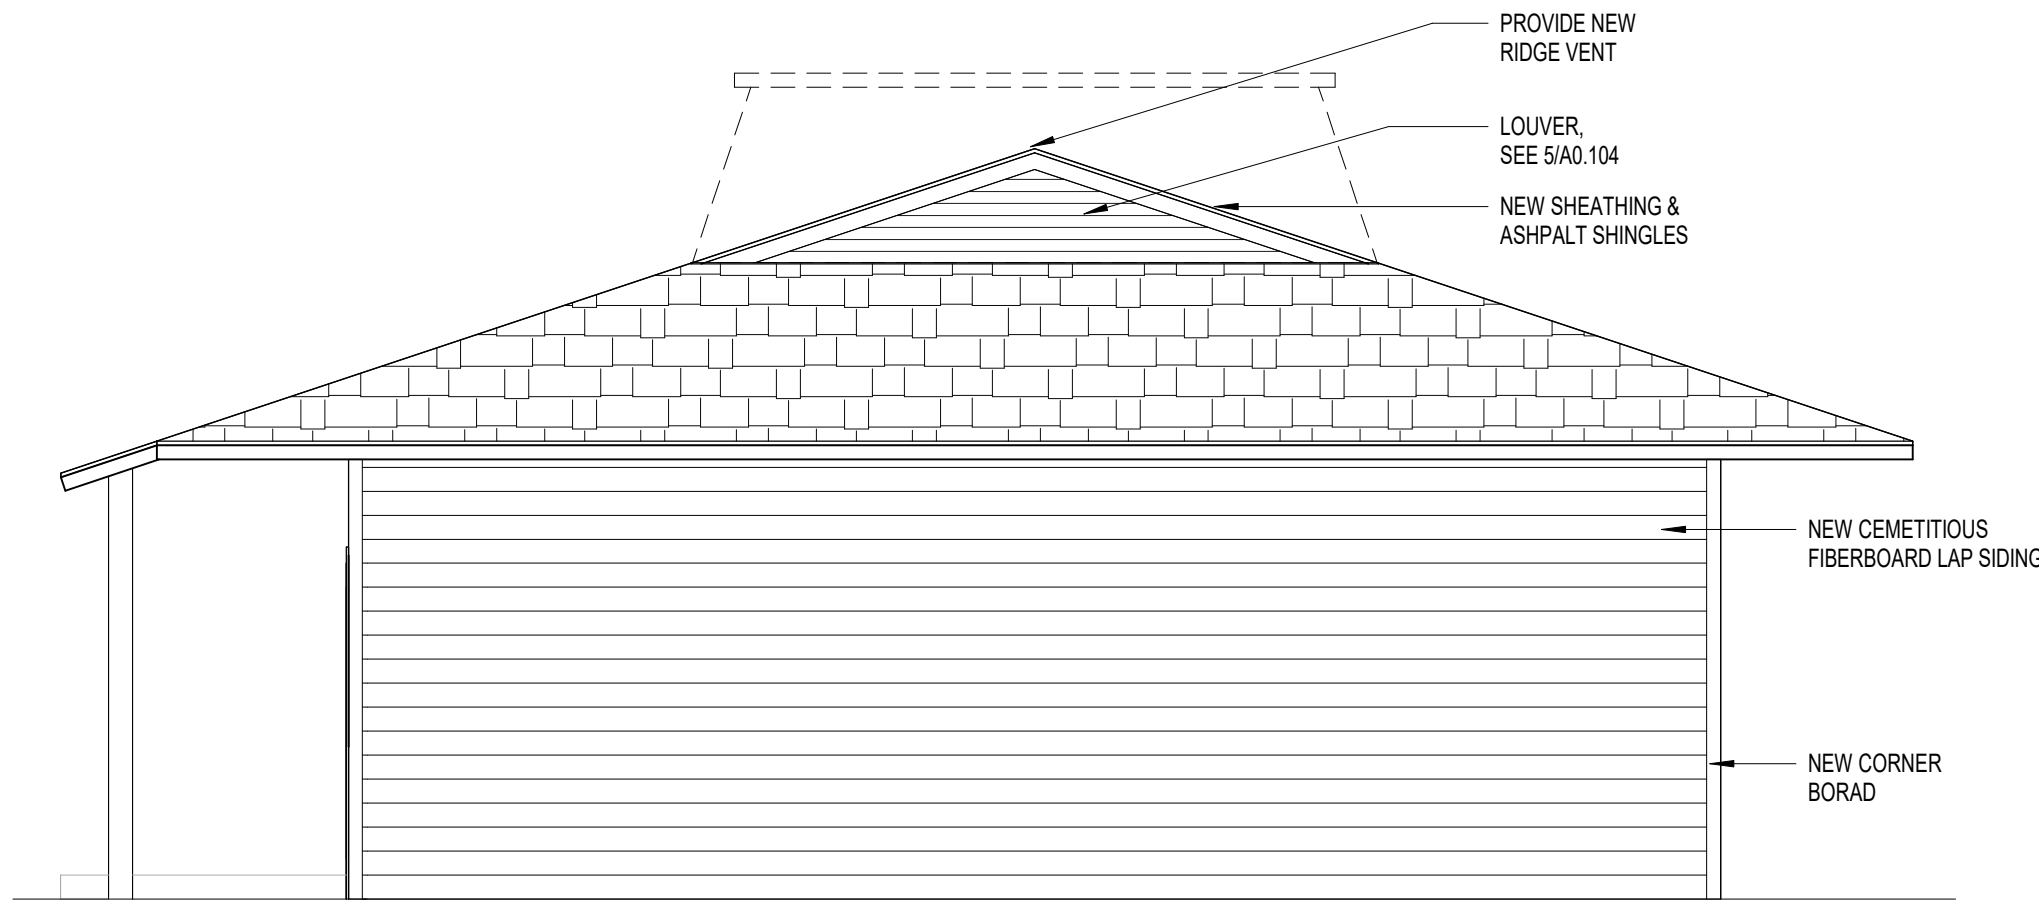 PROVIDE NEW
RIDGE VENT
LOUVER,
SEE 5/A0.104
NEW SHEATHING &
ASHPALT SHINGLES
NEW CEMETITIOUS
FIBERBOARD LAP SIDING
NEW CORNER
BORAD